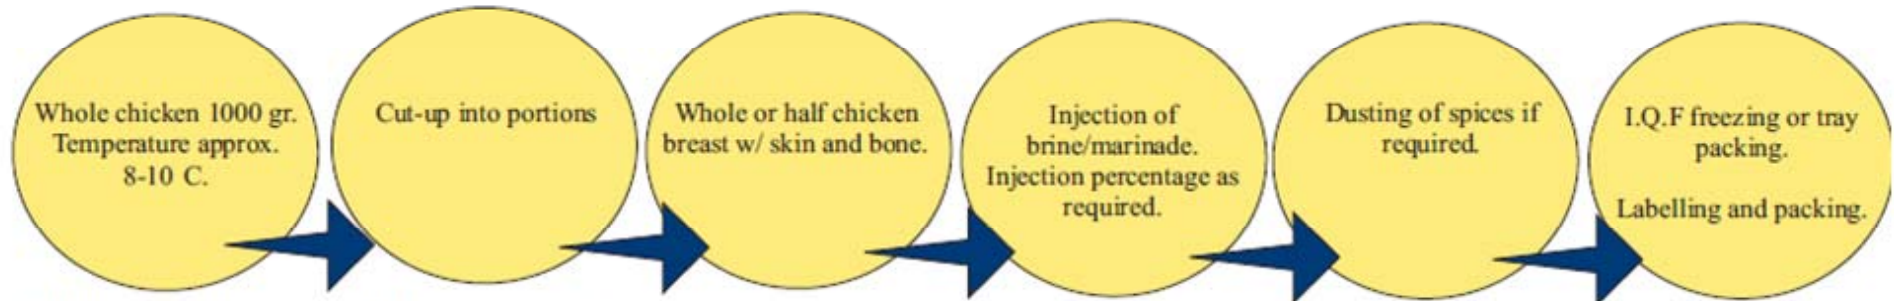 Whole chicken 1000 gr.
Temperature approx.
8-10 C.
Cut-up into portions
Whole or half chicken
breast w/ skin and bone.
Injection of
brine/marinade.
Injection percentage as
required.
Dusting of spices if
required.
I.Q.F freezing or tray
packing.
Labelling and packing.